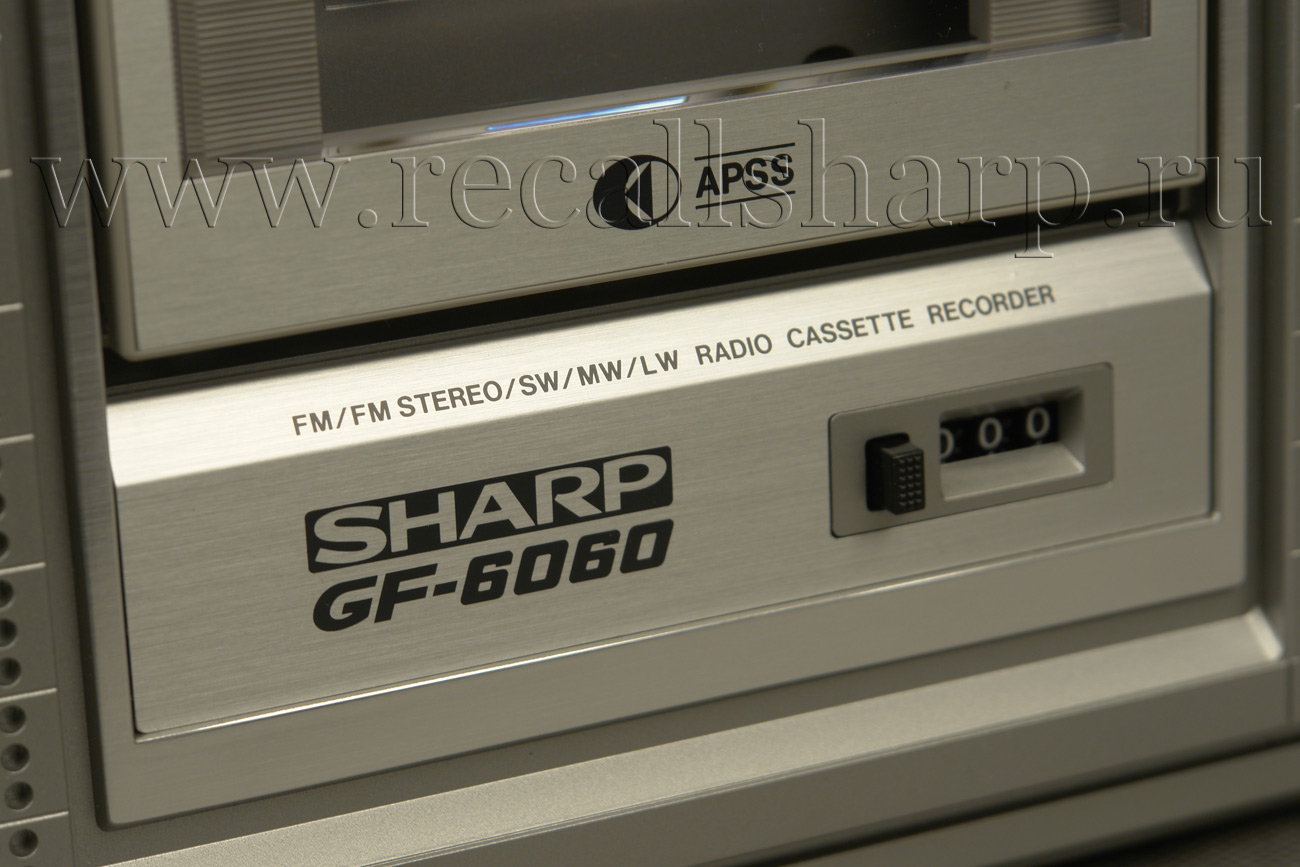 www.recallsharp.ru
APSS
FM/FM STEREO/SW/MW/LW RADIO CASSETTE RECORDER
000
SHARP
GF-6060